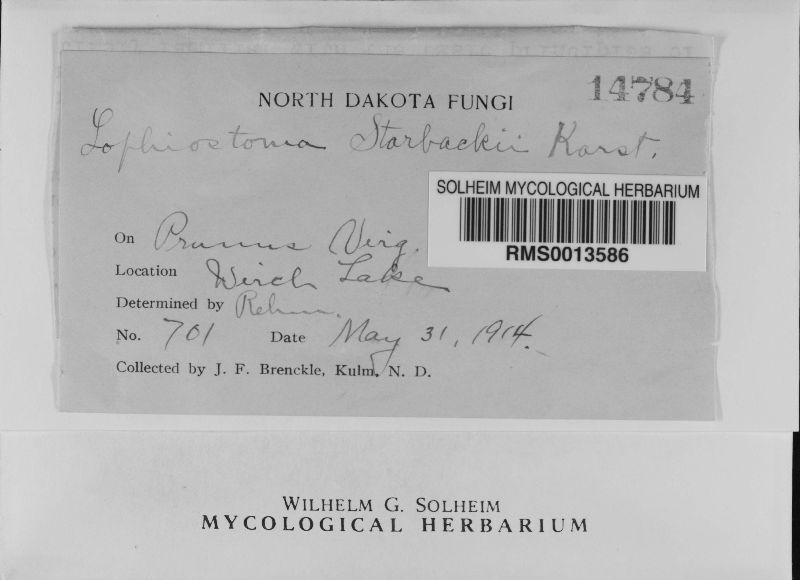 NORTH DAKOTA FUNGI
14784
Lophiostoma Starbackii Karst.
SOLHEIM MYCOLOGICAL HERBARIUM
RMS0013586
On Prunus Virg.
Location Wirch Lake
Determined by Rehm.
No. 701 Date May 31, 1914.
Collected by J. F. Brenckle, Kulm, N. D.
WILHELM G. SOLHEIM
MYCOLOGICAL HERBARIUM